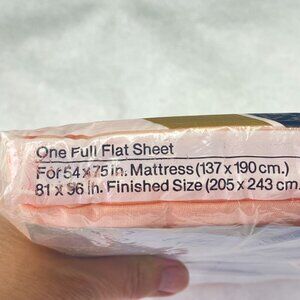 One Full Flat Sheet
For 54 x 75 in. Mattress (137 x 190 cm.)
81 x 96 in. Finished Size (205 x 243 cm.